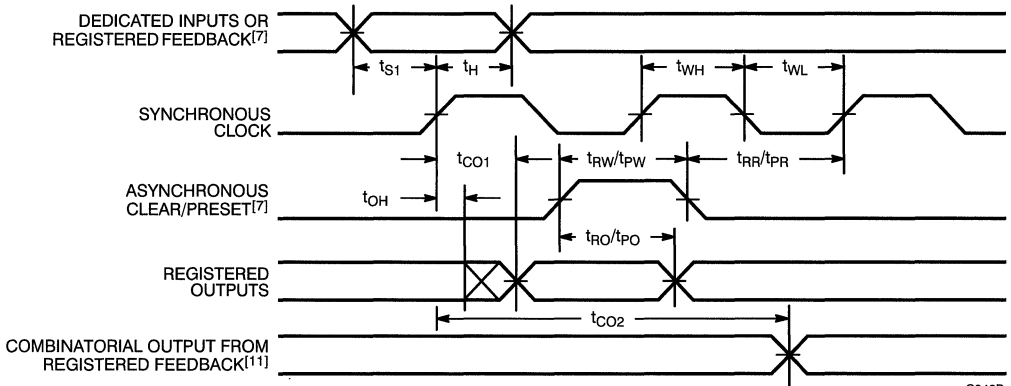 DEDICATED INPUTS OR
REGISTERED FEEDBACK[7]
tS1
tH
tWH
tWL
SYNCHRONOUS
CLOCK
tCO1
tRW/tPW
tRR/tPR
ASYNCHRONOUS
CLEAR/PRESET[7]
tOH
tRO/tPO
REGISTERED
OUTPUTS
tCO2
COMBINATORIAL OUTPUT FROM
REGISTERED FEEDBACK[11]